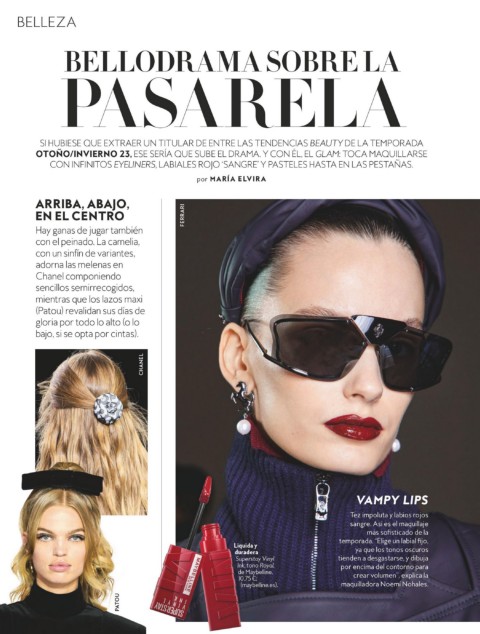 BELLEZA
BELLODRAMA SOBRE LA
PASARELA
SI HUBIESE QUE EXTRAER UN TITULAR DE ENTRE LAS TENDENCIAS BEAUTY DE LA TEMPORADA
OTOÑO/INVIERNO 23, ESE SERÍA QUE SUBE EL DRAMA. Y CON ÉL, EL GLAM: TOCA MAQUILLARSE
CON INFINITOS EYELINERS, LABIALES ROJO 'SANGRE' Y PASTELES HASTA EN LAS PESTAÑAS.
por MARÍA ELVIRA
ARRIBA, ABAJO,
EN EL CENTRO
Hay ganas de jugar también
con el peinado. La camelia,
con un sinfín de variantes,
adorna las melenas en
Chanel componiendo
sencillos semirrecogidos,
mientras que los lazos maxi
(Patou) revalidan sus días de
gloria por todo lo alto (o lo
bajo, si se opta por cintas).
FERRARI
CHANEL
PATOU
Líquida y
duradera
Superstay Vinyl
Ink, tono Royal,
de Maybelline,
10,75 €
(maybelline.es).
SUPERSTAY
VINYL INK
VAMPY LIPS
Tez impoluta y labios rojos
sangre. Así es el maquillaje
más sofisticado de la
temporada. "Elige un labial fijo,
ya que los tonos oscuros
tienden a desgastarse, y dibuja
por encima del contorno para
crear volumen", explica la
maquilladora Noemí Nohales.